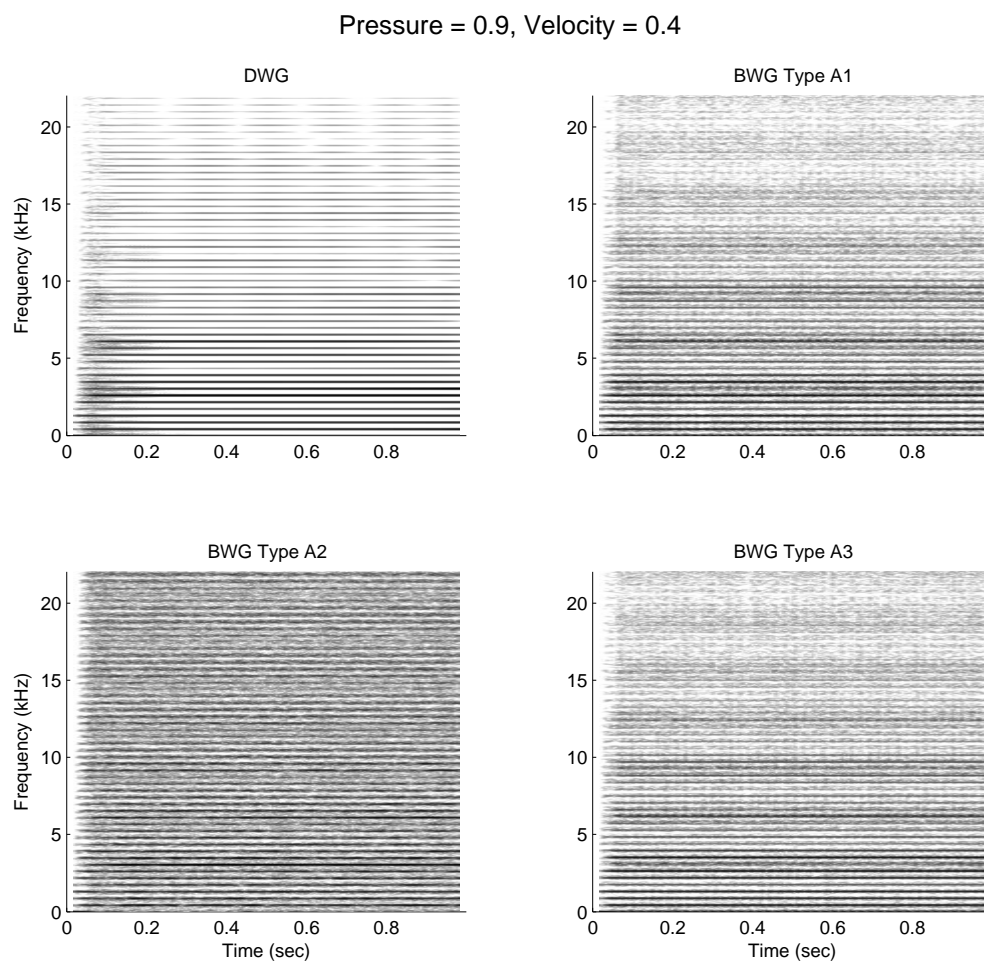 Pressure = 0.9, Velocity = 0.4
DWG
Frequency (kHz)
20
15
10
5
0
0 0.2 0.4 0.6 0.8
BWG Type A1
20
15
10
5
0
0 0.2 0.4 0.6 0.8
BWG Type A2
Frequency (kHz)
20
15
10
5
0
0 0.2 0.4 0.6 0.8
Time (sec)
BWG Type A3
20
15
10
5
0
0 0.2 0.4 0.6 0.8
Time (sec)